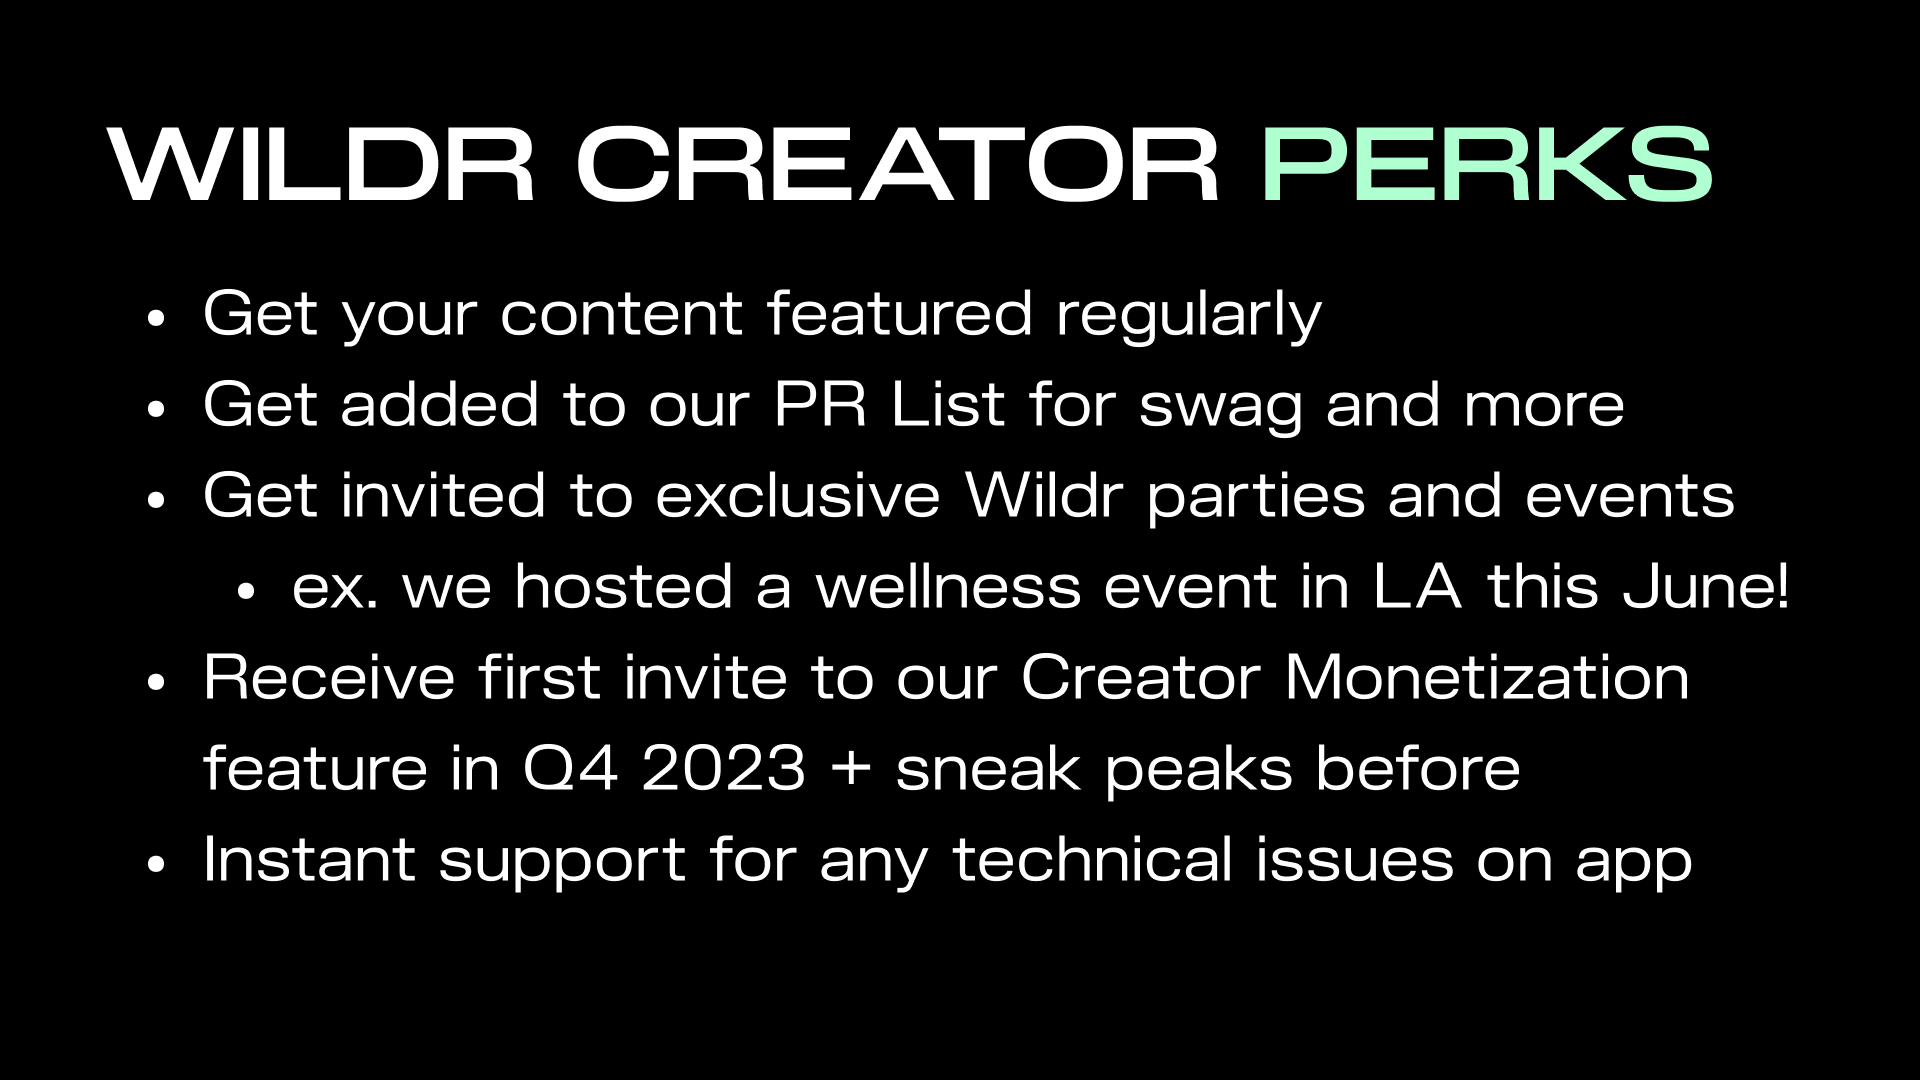 WILDR CREATOR PERKS
• Get your content featured regularly
• Get added to our PR List for swag and more
• Get invited to exclusive Wildr parties and events
• ex. we hosted a wellness event in LA this June!
• Receive first invite to our Creator Monetization
feature in Q4 2023 + sneak peaks before
• Instant support for any technical issues on app